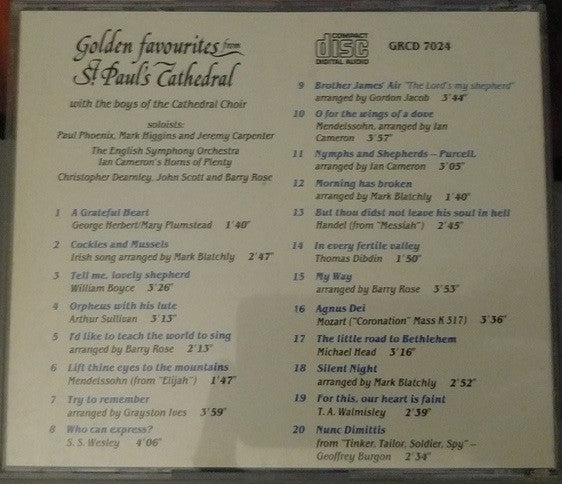 Golden favourites from
St. Paul's Cathedral
with the boys of the Cathedral Choir
soloists:
Paul Phoenix, Mark Higgins and Jeremy Carpenter
The English Symphony Orchestra
Ian Cameron's Horns of Plenty
Christopher Dearnley, John Scott and Barry Rose
1 A Grateful Heart
George Herbert/Mary Plumstead 1'40"
2 Cockles and Mussels
Irish song arranged by Mark Blatchly 2'47"
3 Tell me, lovely shepherd
William Boyce 3'26"
4 Orpheus with his lute
Arthur Sullivan 3'13"
5 I'd like to teach the world to sing
arranged by Barry Rose 2'13"
6 Lift thine eyes to the mountains
Mendelssohn (from "Elijah") 1'47"
7 Try to remember
arranged by Grayston Ives 3'59"
8 Who can express?
S. S. Wesley 4'06"
COMPACT
disc
DIGITAL AUDIO
GRCD 7024
9 Brother James' Air "The Lord's my shepherd"
arranged by Gordon Jacob 3'44"
10 O for the wings of a dove
Mendelssohn, arranged by Ian
Cameron 3'57"
11 Nymphs and Shepherds – Purcell,
arranged by Ian Cameron 3'05"
12 Morning has broken
arranged by Mark Blatchly 1'40"
13 But thou didst not leave his soul in hell
Handel (from "Messiah") 2'45"
14 In every fertile valley
Thomas Dibdin 1'50"
15 My Way
arranged by Barry Rose 3'53"
16 Agnus Dei
Mozart ("Coronation" Mass K 317) 3'36"
17 The little road to Bethlehem
Michael Head 3'16"
18 Silent Night
arranged by Mark Blatchly 2'52"
19 For this, our heart is faint
T. A. Walmisley 2'39"
20 Nunc Dimittis
from "Tinker, Tailor, Soldier, Spy" –
Geoffrey Burgon 2'34"